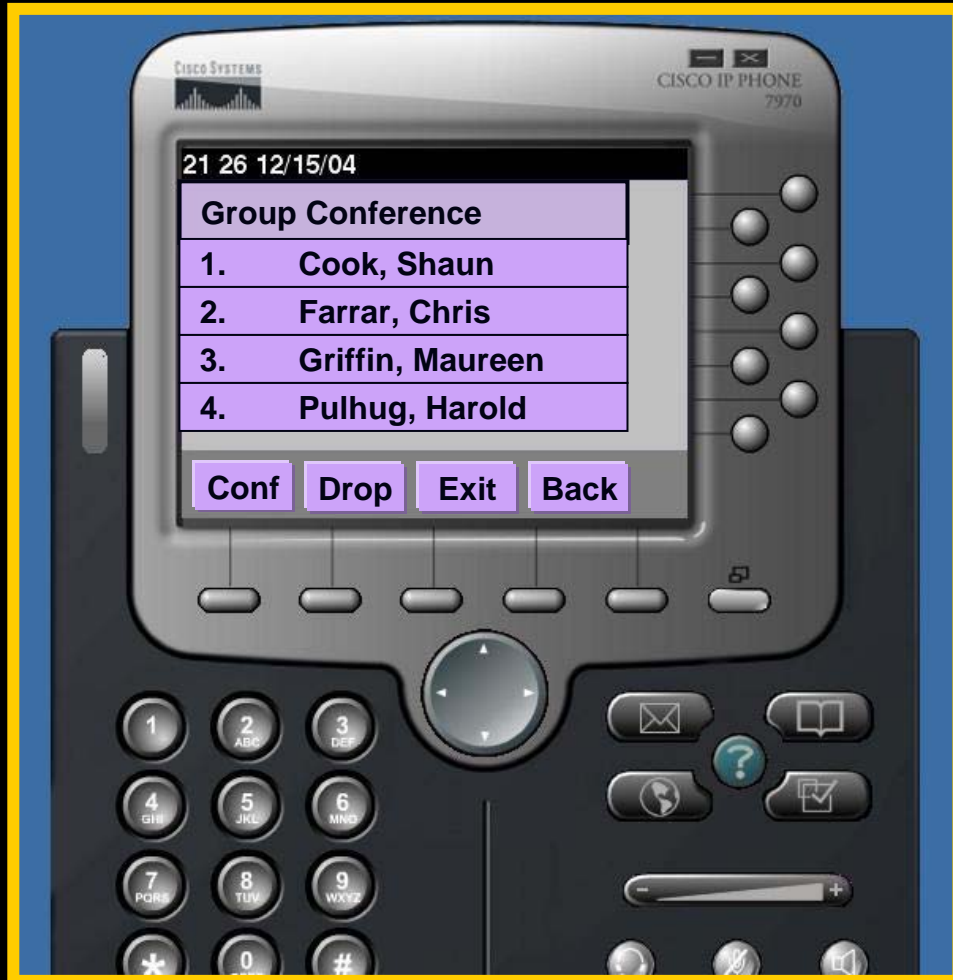 CISCO SYSTEMS
CISCO IP PHONE
7970
21 26 12/15/04
Group Conference
1. Cook, Shaun
2. Farrar, Chris
3. Griffin, Maureen
4. Pulhug, Harold
Conf Drop Exit Back
1 2 3
ABC DEF
4 5 6
GHI JKL MNO
7 8 9
PQRS TUV WXYZ
* 0 #
?
- +